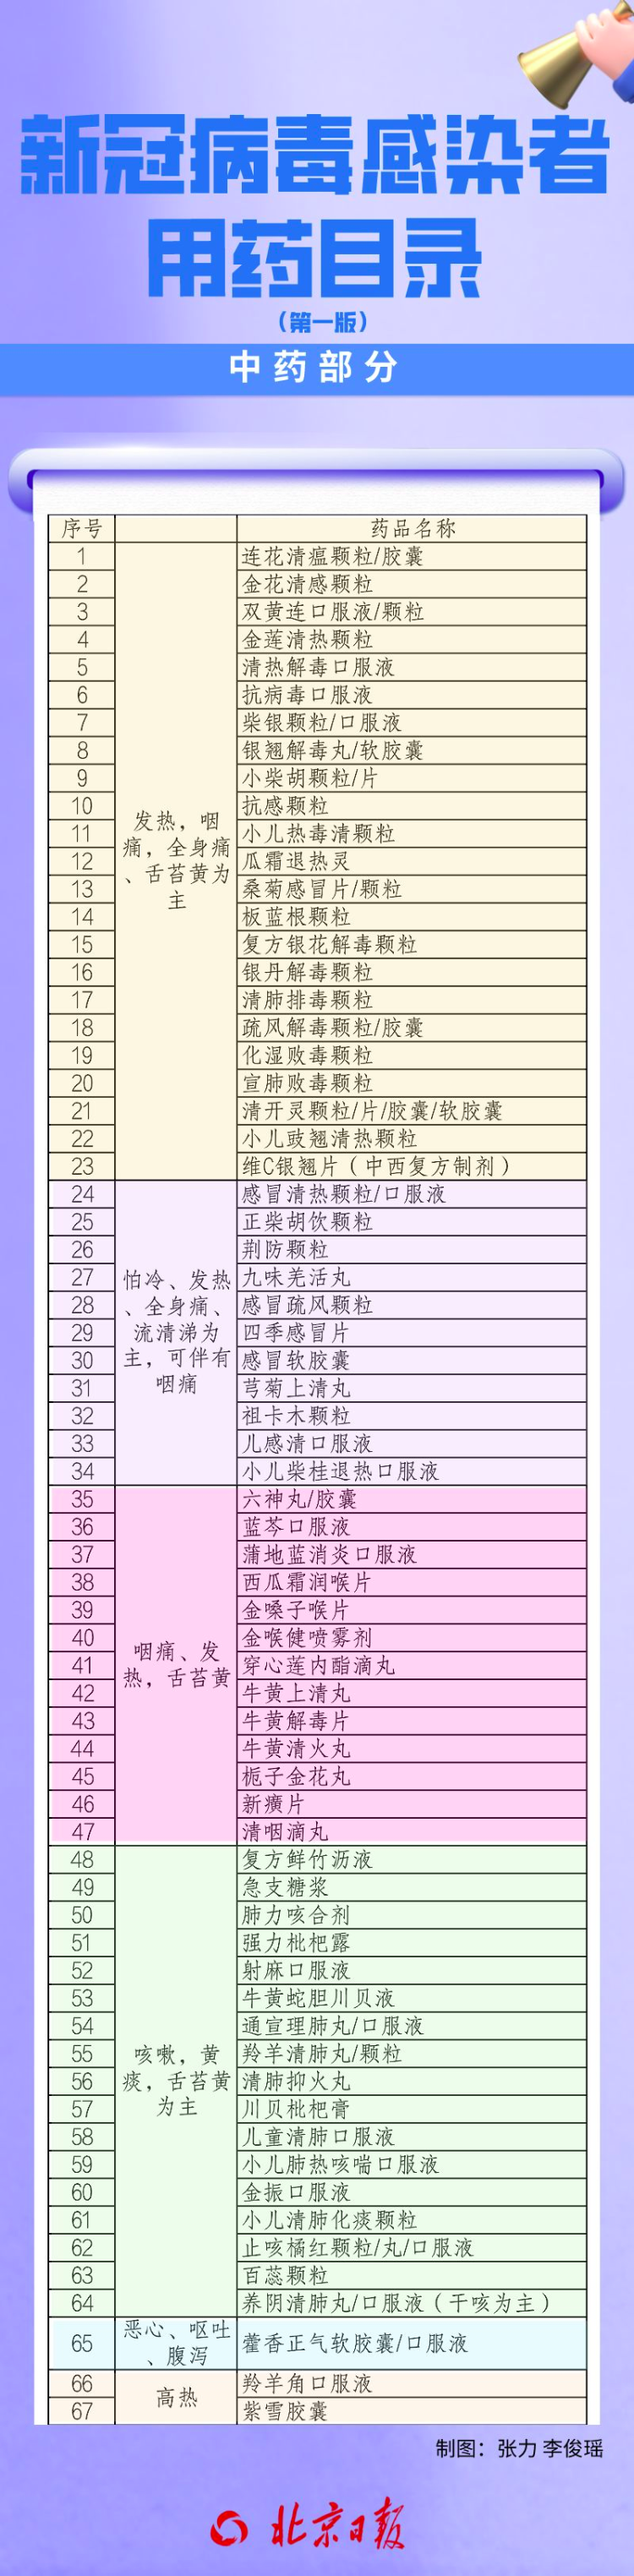 新冠病毒感染者
用药目录
（第一版）
中药部分
序号 药品名称
发热，咽
痛，全身痛
、舌苔黄为
主
1 连花清瘟颗粒/胶囊
2 金花清感颗粒
3 双黄连口服液/颗粒
4 金莲清热颗粒
5 清热解毒口服液
6 抗病毒口服液
7 柴银颗粒/口服液
8 银翘解毒丸/软胶囊
9 小柴胡颗粒/片
10 抗感颗粒
11 小儿热毒清颗粒
12 瓜霜退热灵
13 桑菊感冒片/颗粒
14 板蓝根颗粒
15 复方银花解毒颗粒
16 银丹解毒颗粒
17 清肺排毒颗粒
18 疏风解毒颗粒/胶囊
19 化湿败毒颗粒
20 宣肺败毒颗粒
21 清开灵颗粒/片/胶囊/软胶囊
22 小儿豉翘清热颗粒
23 维C银翘片（中西复方制剂）
怕冷、发热
、全身痛、
流清涕为
主，可伴有
咽痛
24 感冒清热颗粒/口服液
25 正柴胡饮颗粒
26 荆防颗粒
27 九味羌活丸
28 感冒疏风颗粒
29 四季感冒片
30 感冒软胶囊
31 芎菊上清丸
32 祖卡木颗粒
33 儿感清口服液
34 小儿柴桂退热口服液
咽痛、发
热，舌苔黄
35 六神丸/胶囊
36 蓝芩口服液
37 蒲地蓝消炎口服液
38 西瓜霜润喉片
39 金嗓子喉片
40 金喉健喷雾剂
41 穿心莲内酯滴丸
42 牛黄上清丸
43 牛黄解毒片
44 牛黄清火丸
45 栀子金花丸
46 新癀片
47 清咽滴丸
咳嗽，黄
痰，舌苔黄
为主
48 复方鲜竹沥液
49 急支糖浆
50 肺力咳合剂
51 强力枇杷露
52 射麻口服液
53 牛黄蛇胆川贝液
54 通宣理肺丸/口服液
55 羚羊清肺丸/颗粒
56 清肺抑火丸
57 川贝枇杷膏
58 儿童清肺口服液
59 小儿肺热咳喘口服液
60 金振口服液
61 小儿清肺化痰颗粒
62 止咳橘红颗粒/丸/口服液
63 百蕊颗粒
64 养阴清肺丸/口服液（干咳为主）
恶心、呕吐
、腹泻
65 藿香正气软胶囊/口服液
高热
66 羚羊角口服液
67 紫雪胶囊
制图：张力 李俊瑶
北京日报